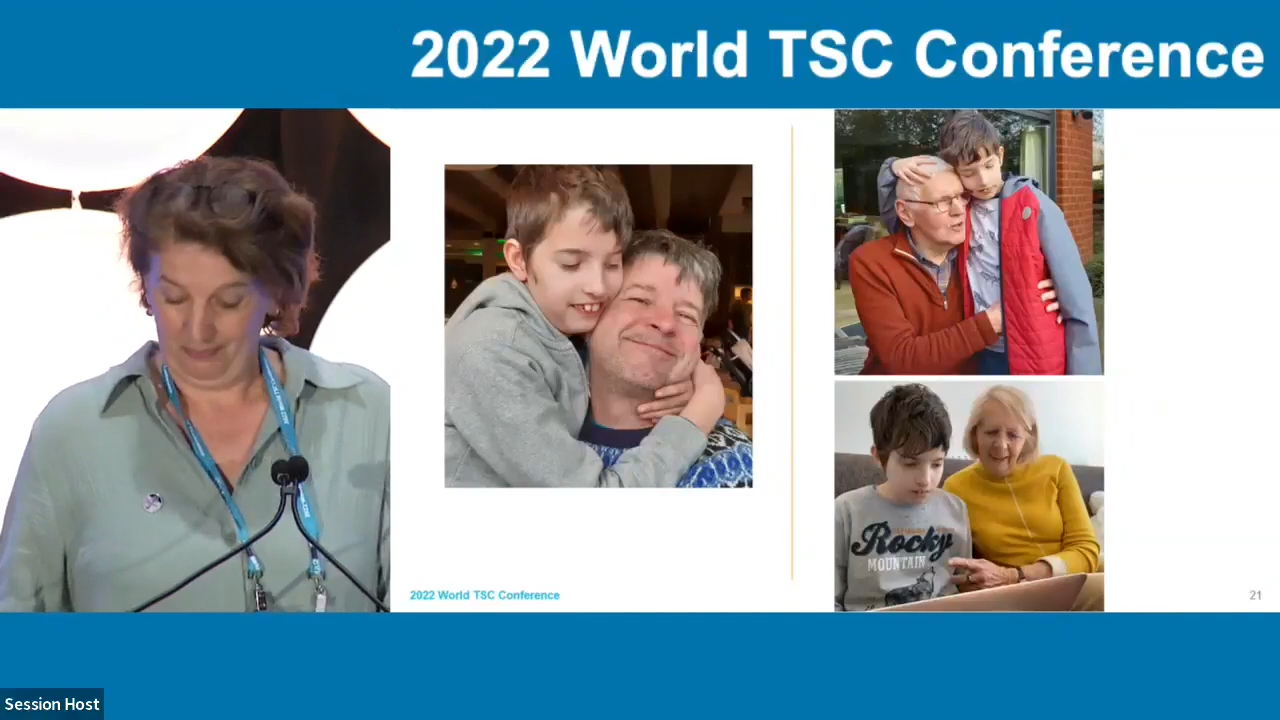 2022 World TSC Conference
Rocky
MOUNTAIN
2022 World TSC Conference
21
Session Host